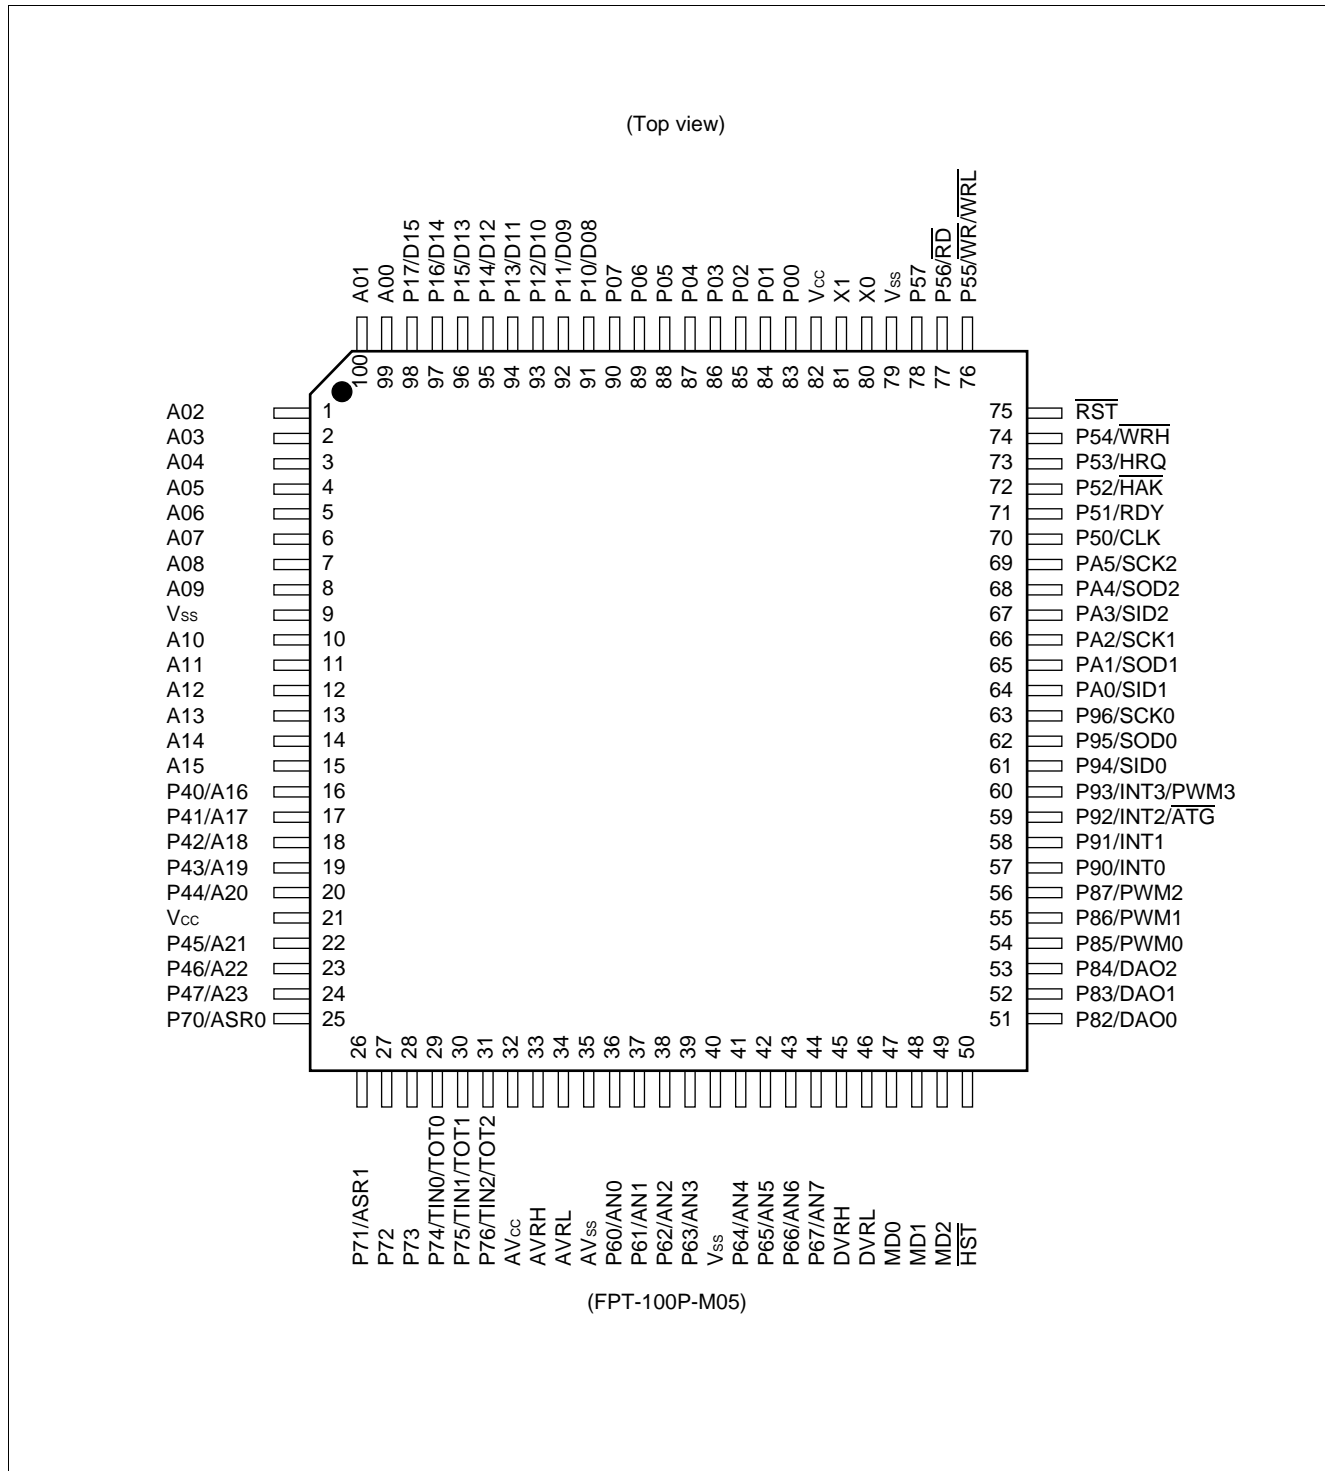 (Top view)
A01
A00
P17/D15
P16/D14
P15/D13
P14/D12
P13/D11
P12/D10
P11/D09
P10/D08
P07
P06
P05
P04
P03
P02
P01
P00
Vcc
X1
X0
Vss
P57
P56/R̅D̅
P55/W̅R̅/W̅R̅L̅
100
99
98
97
96
95
94
93
92
91
90
89
88
87
86
85
84
83
82
81
80
79
78
77
76
A02 1
A03 2
A04 3
A05 4
A06 5
A07 6
A08 7
A09 8
Vss 9
A10 10
A11 11
A12 12
A13 13
A14 14
A15 15
P40/A16 16
P41/A17 17
P42/A18 18
P43/A19 19
P44/A20 20
Vcc 21
P45/A21 22
P46/A22 23
P47/A23 24
P70/ASR0 25
75 R̅S̅T̅
74 P54/W̅R̅H̅
73 P53/HRQ
72 P52/H̅A̅K̅
71 P51/RDY
70 P50/CLK
69 PA5/SCK2
68 PA4/SOD2
67 PA3/SID2
66 PA2/SCK1
65 PA1/SOD1
64 PA0/SID1
63 P96/SCK0
62 P95/SOD0
61 P94/SID0
60 P93/INT3/PWM3
59 P92/INT2/A̅T̅G̅
58 P91/INT1
57 P90/INT0
56 P87/PWM2
55 P86/PWM1
54 P85/PWM0
53 P84/DAO2
52 P83/DAO1
51 P82/DAO0
26
27
28
29
30
31
32
33
34
35
36
37
38
39
40
41
42
43
44
45
46
47
48
49
50
P71/ASR1
P72
P73
P74/TIN0/TOT0
P75/TIN1/TOT1
P76/TIN2/TOT2
AVcc
AVRH
AVRL
AVss
P60/AN0
P61/AN1
P62/AN2
P63/AN3
Vss
P64/AN4
P65/AN5
P66/AN6
P67/AN7
DVRH
DVRL
MD0
MD1
MD2
H̅S̅T̅
(FPT-100P-M05)